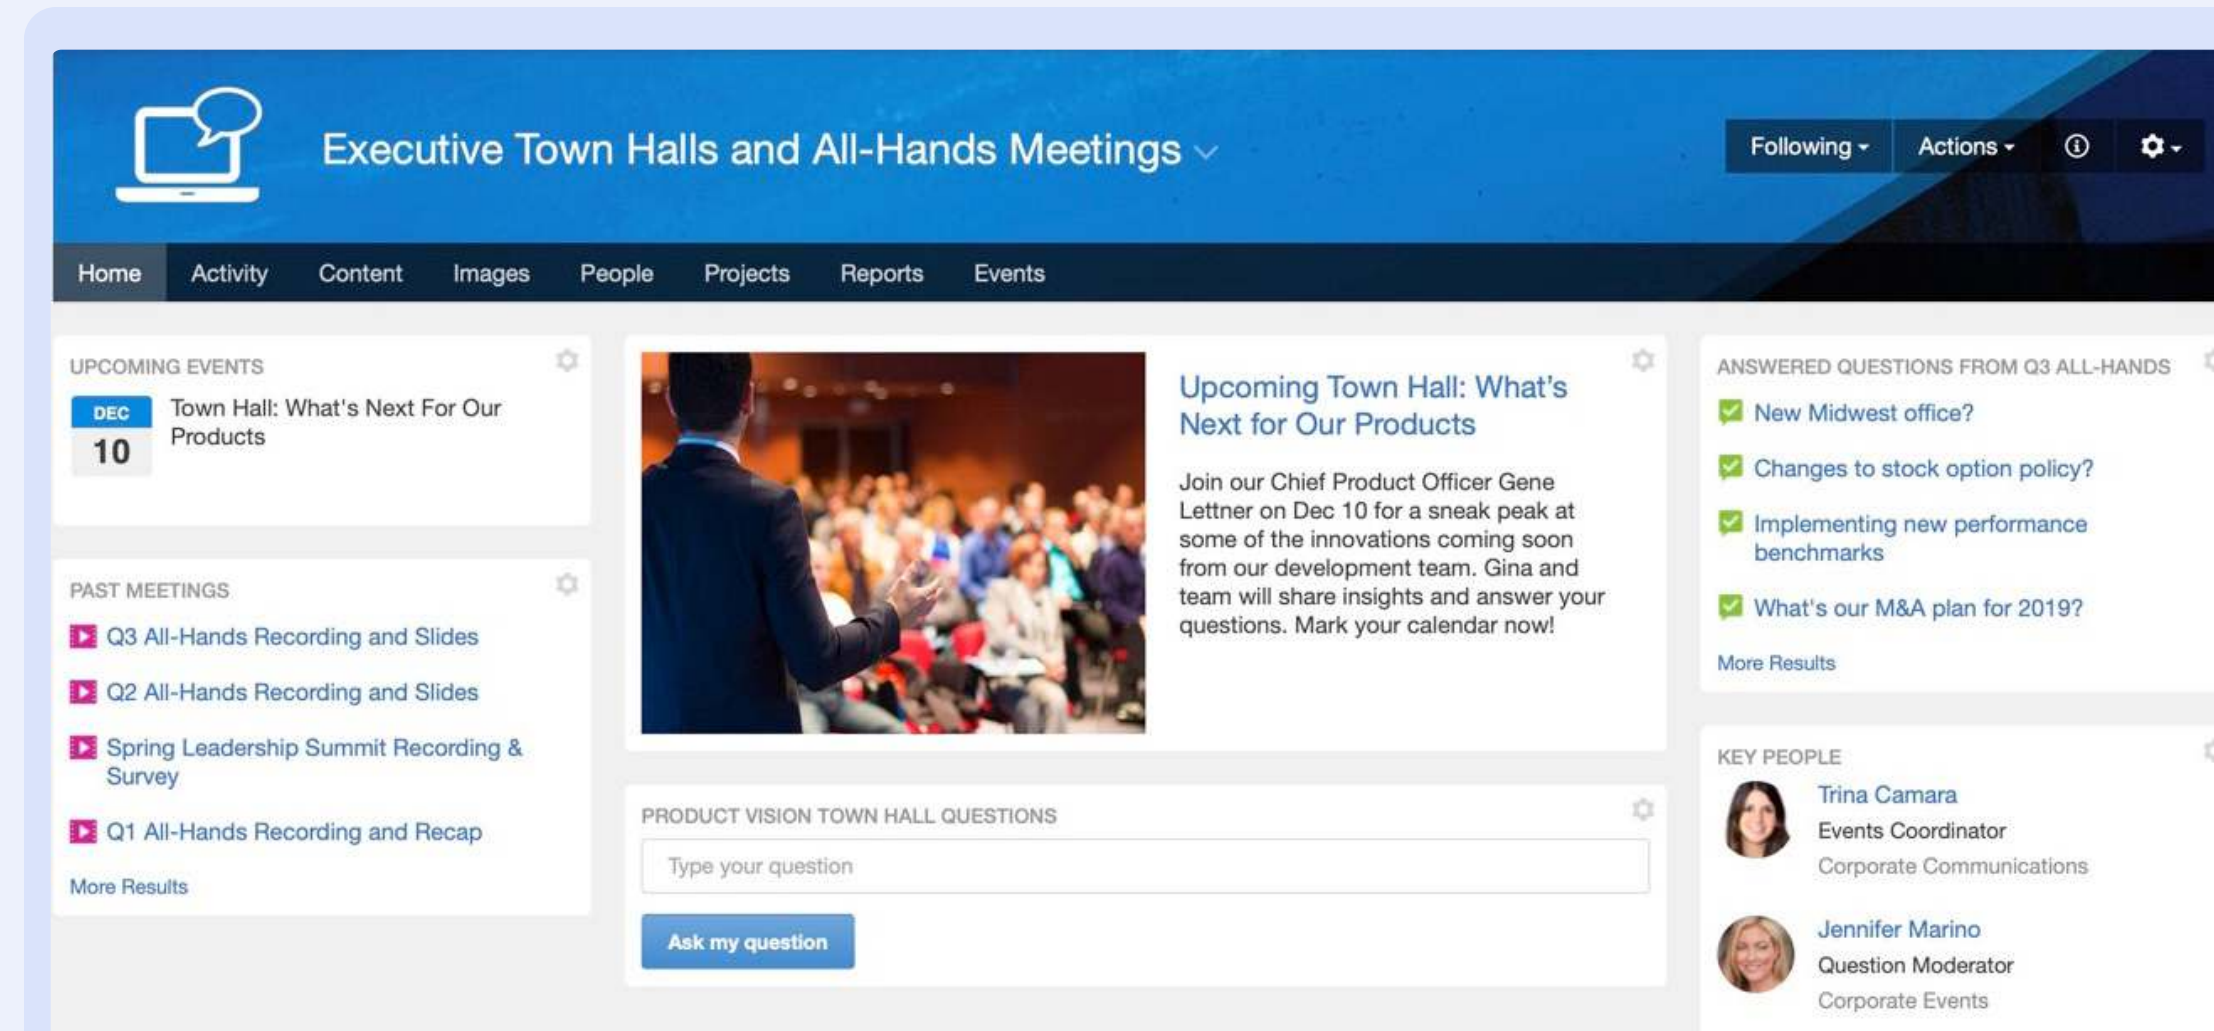 Executive Town Halls and All-Hands Meetings
Following
Actions
Home
Activity
Content
Images
People
Projects
Reports
Events
UPCOMING EVENTS
DEC
10
Town Hall: What's Next For Our
Products
PAST MEETINGS
Q3 All-Hands Recording and Slides
Q2 All-Hands Recording and Slides
Spring Leadership Summit Recording &
Survey
Q1 All-Hands Recording and Recap
More Results
Upcoming Town Hall: What's
Next for Our Products
Join our Chief Product Officer Gene
Lettner on Dec 10 for a sneak peak at
some of the innovations coming soon
from our development team. Gina and
team will share insights and answer your
questions. Mark your calendar now!
PRODUCT VISION TOWN HALL QUESTIONS
Type your question
Ask my question
ANSWERED QUESTIONS FROM Q3 ALL-HANDS
New Midwest office?
Changes to stock option policy?
Implementing new performance
benchmarks
What's our M&A plan for 2019?
More Results
KEY PEOPLE
Trina Camara
Events Coordinator
Corporate Communications
Jennifer Marino
Question Moderator
Corporate Events